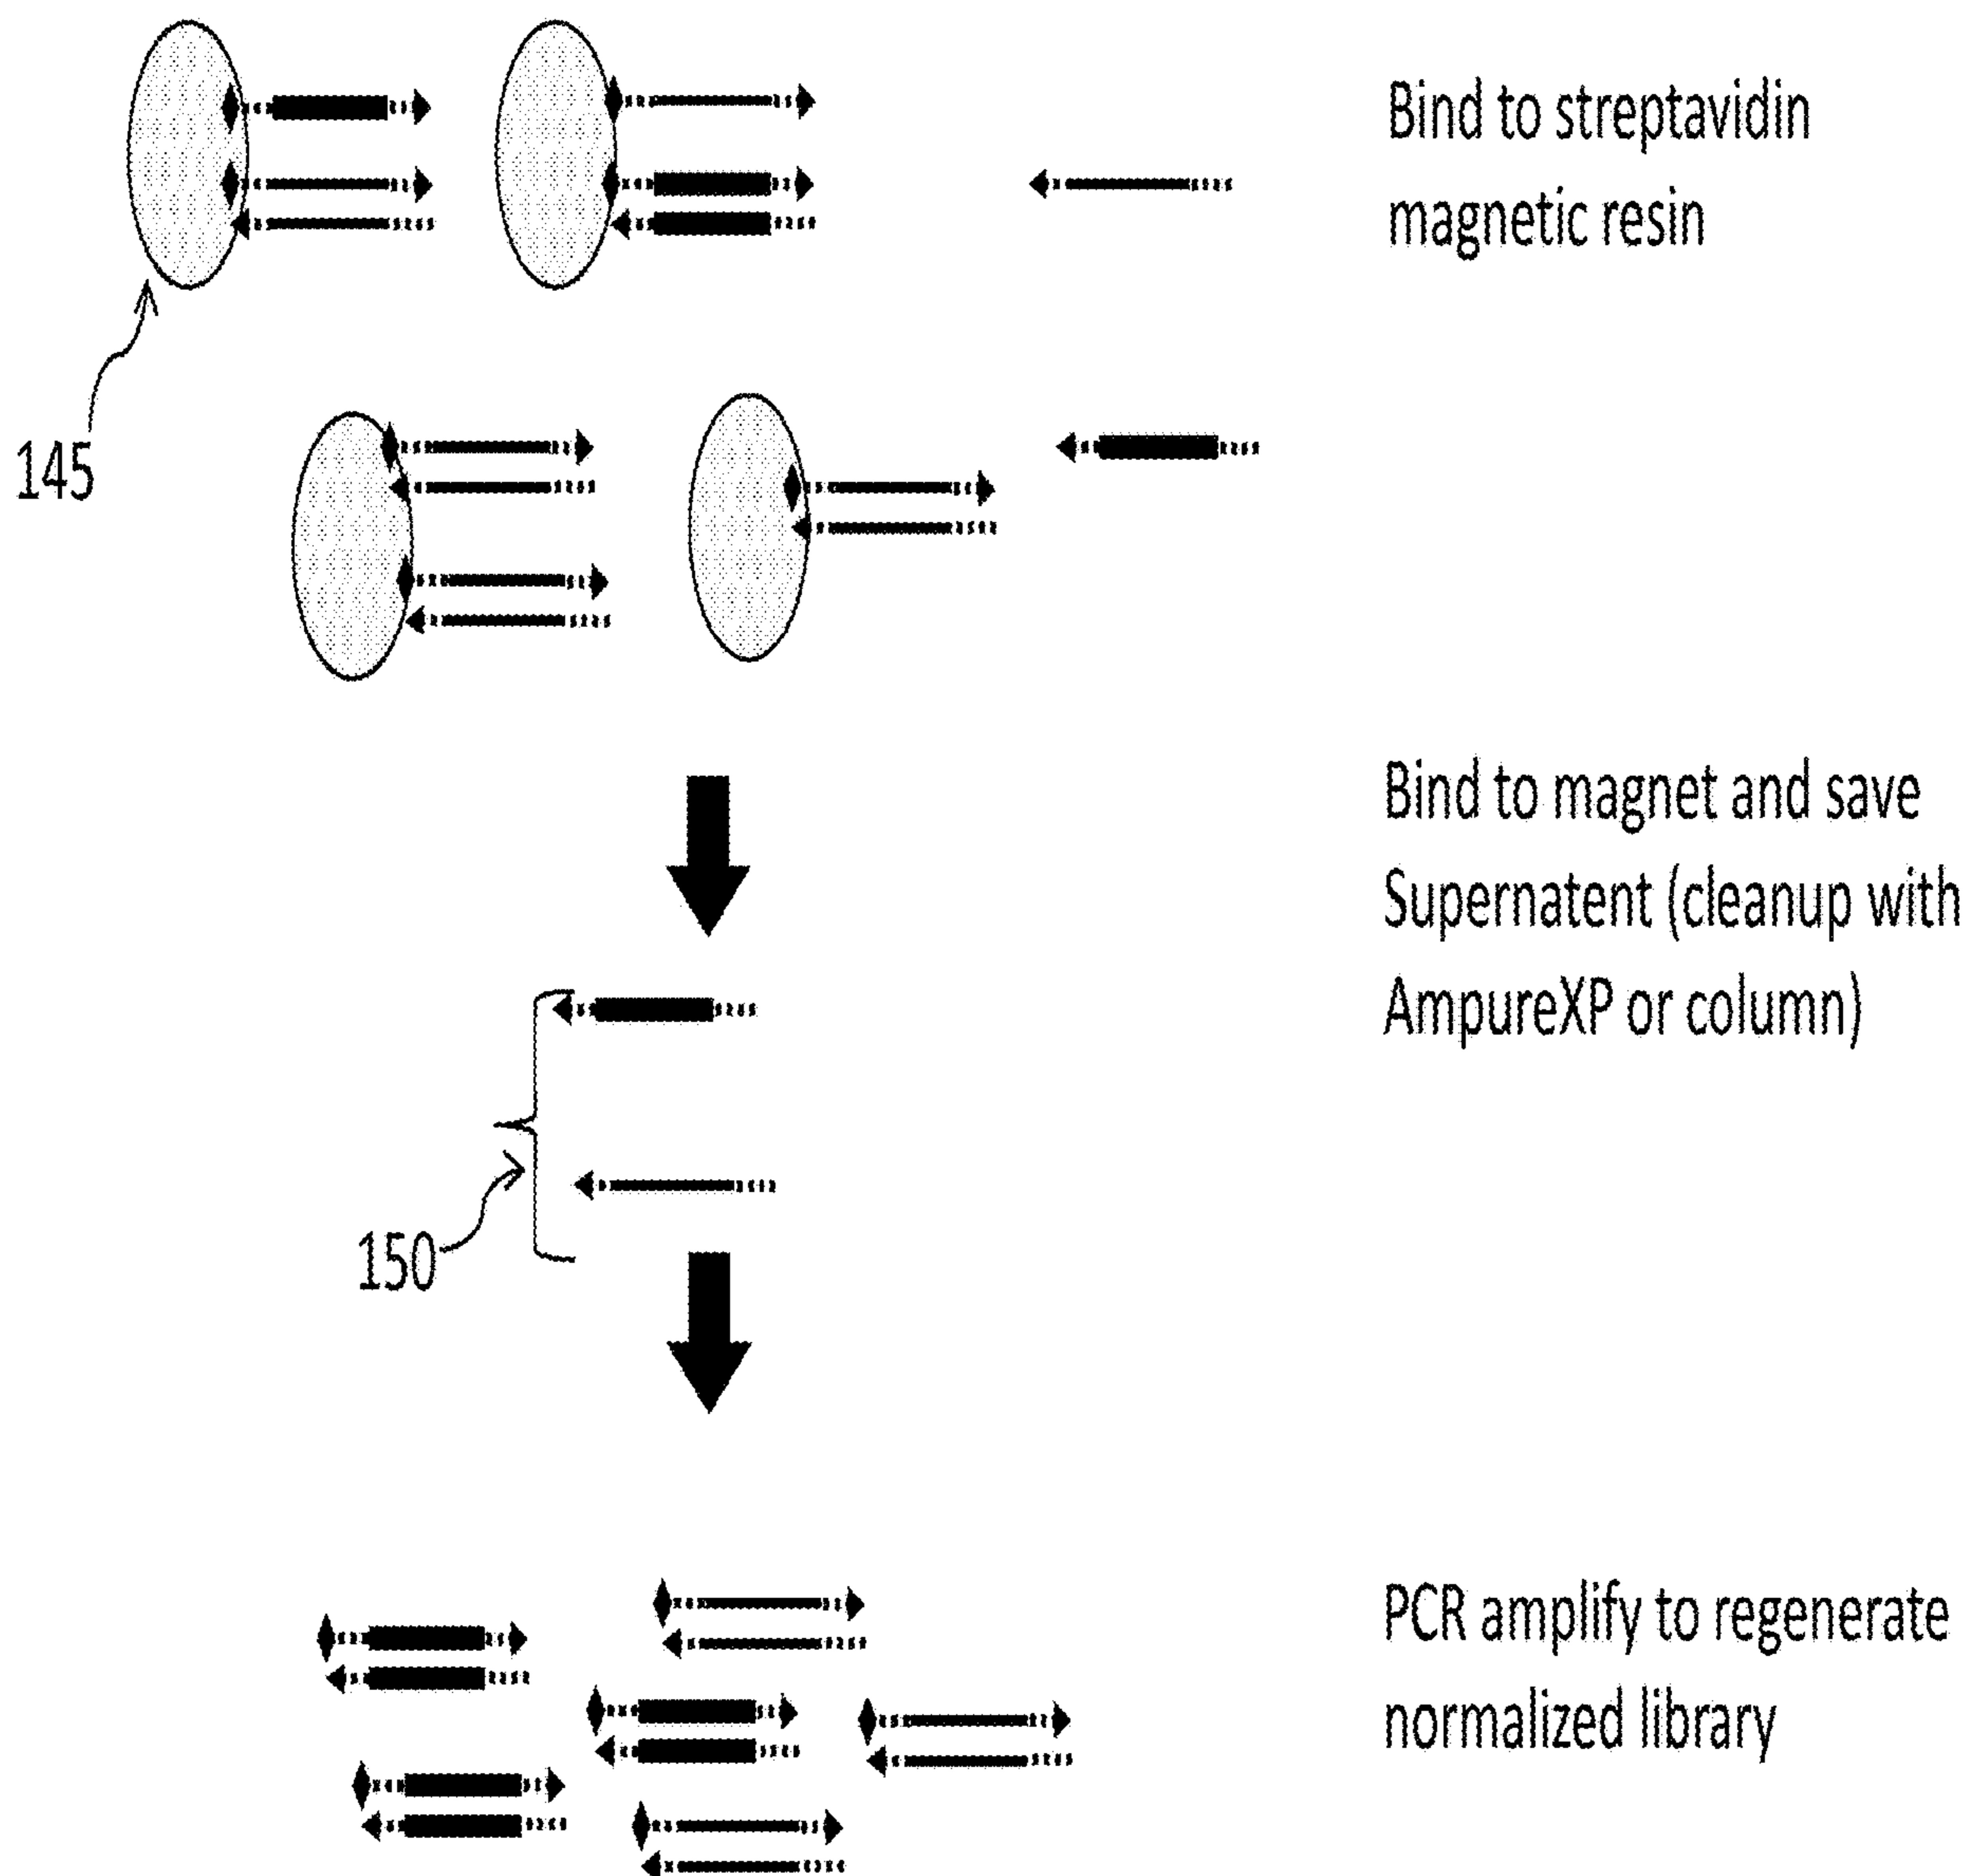 Bind to streptavidin
magnetic resin
145
Bind to magnet and save
Supernatent (cleanup with
AmpureXP or column)
150
PCR amplify to regenerate
normalized library